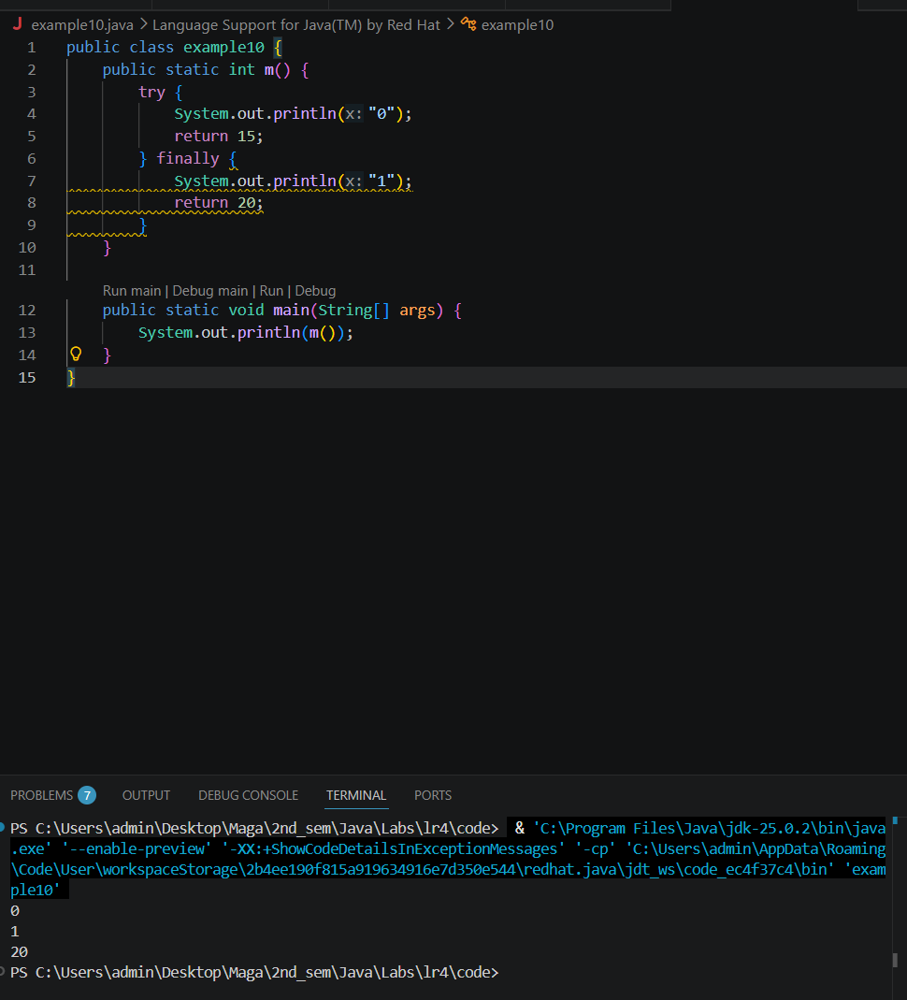 example10.java > Language Support for Java(TM) by Red Hat > example10
1 public class example10 {
2 public static int m() {
3 try {
4 System.out.println(x: "0");
5 return 15;
6 } finally {
7 System.out.println(x: "1");
8 return 20;
9 }
10 }
11
Run main | Debug main | Run | Debug
12 public static void main(String[] args) {
13 System.out.println(m());
14 }
15 }
PROBLEMS 7 OUTPUT DEBUG CONSOLE TERMINAL PORTS
PS C:\Users\admin\Desktop\Maga\2nd_sem\Java\Labs\lr4\code> & 'C:\Program Files\Java\jdk-25.0.2\bin\java
.exe' '--enable-preview' '-XX:+ShowCodeDetailsInExceptionMessages' '-cp' 'C:\Users\admin\AppData\Roaming
\Code\User\workspaceStorage\2b4ee190f815a919634916e7d350e544\redhat.java\jdt_ws\code_ec4f37c4\bin' 'exam
ple10'
0
1
20
PS C:\Users\admin\Desktop\Maga\2nd_sem\Java\Labs\lr4\code>